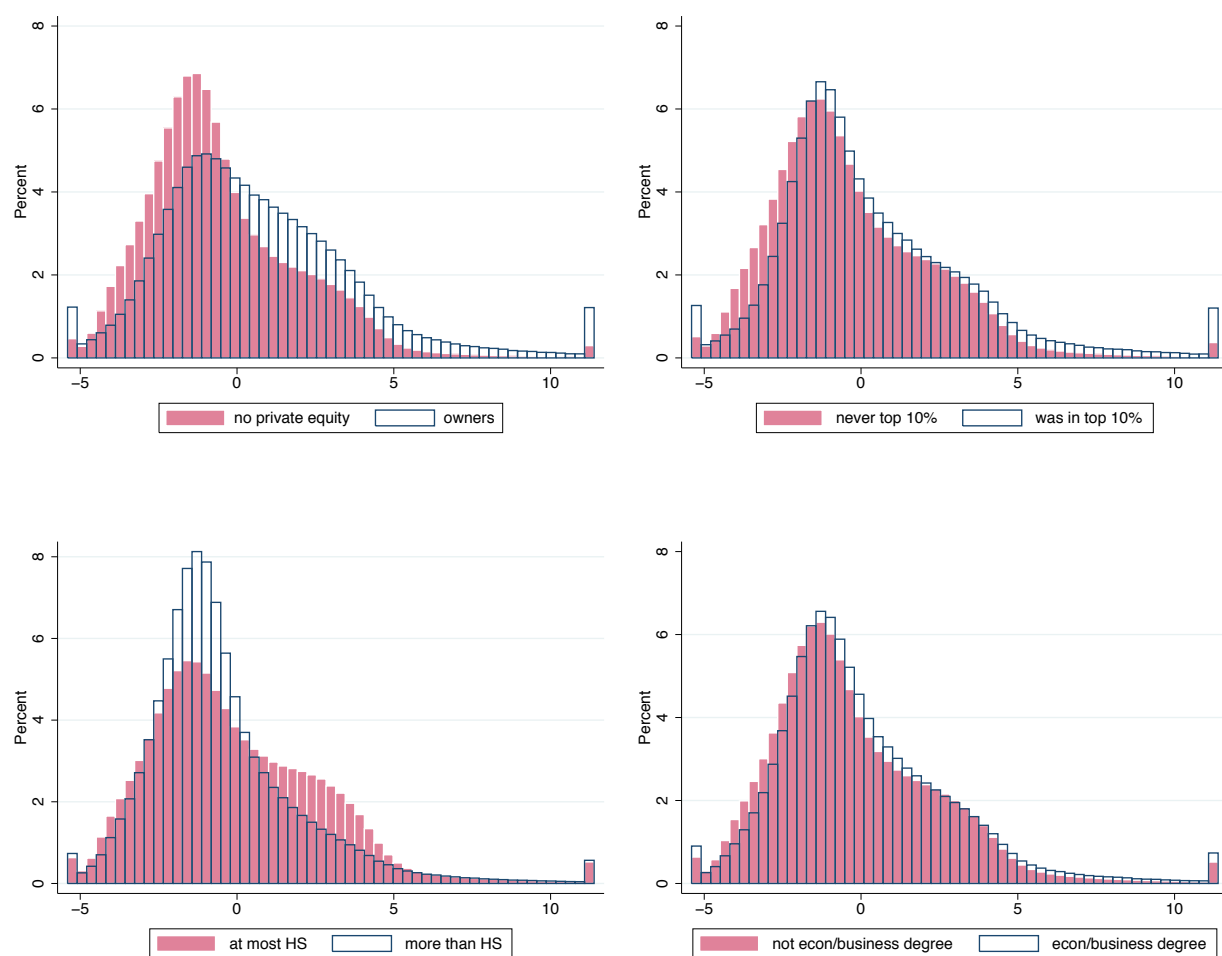 8
6
4
2
0
Percent
−5 0 5 10
no private equity owners
8
6
4
2
0
Percent
−5 0 5 10
never top 10% was in top 10%
8
6
4
2
0
Percent
−5 0 5 10
at most HS more than HS
8
6
4
2
0
Percent
−5 0 5 10
not econ/business degree econ/business degree